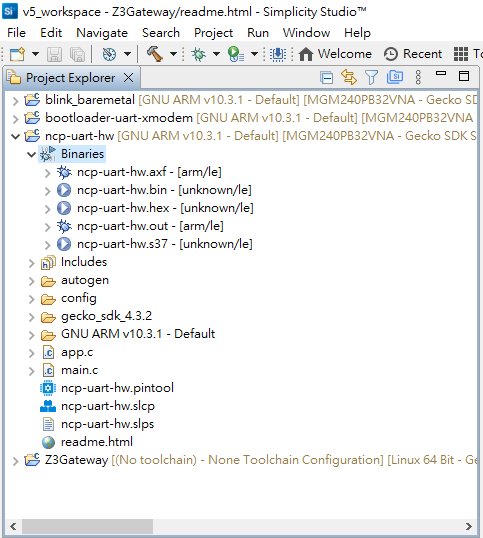 v5_workspace - Z3Gateway/readme.html - Simplicity Studio™
File Edit Navigate Search Project Run Window Help
Welcome Recent To
Project Explorer
blink_baremetal [GNU ARM v10.3.1 - Default] [MGM240PB32VNA - Gecko SD
bootloader-uart-xmodem [GNU ARM v10.3.1 - Default] [MGM240PB32VNA
ncp-uart-hw [GNU ARM v10.3.1 - Default] [MGM240PB32VNA - Gecko SDK S
Binaries
ncp-uart-hw.axf - [arm/le]
ncp-uart-hw.bin - [unknown/le]
ncp-uart-hw.hex - [unknown/le]
ncp-uart-hw.out - [arm/le]
ncp-uart-hw.s37 - [unknown/le]
Includes
autogen
config
gecko_sdk_4.3.2
GNU ARM v10.3.1 - Default
app.c
main.c
ncp-uart-hw.pintool
ncp-uart-hw.slcp
ncp-uart-hw.slps
readme.html
Z3Gateway [(No toolchain) - None Toolchain Configuration] [Linux 64 Bit - Ge